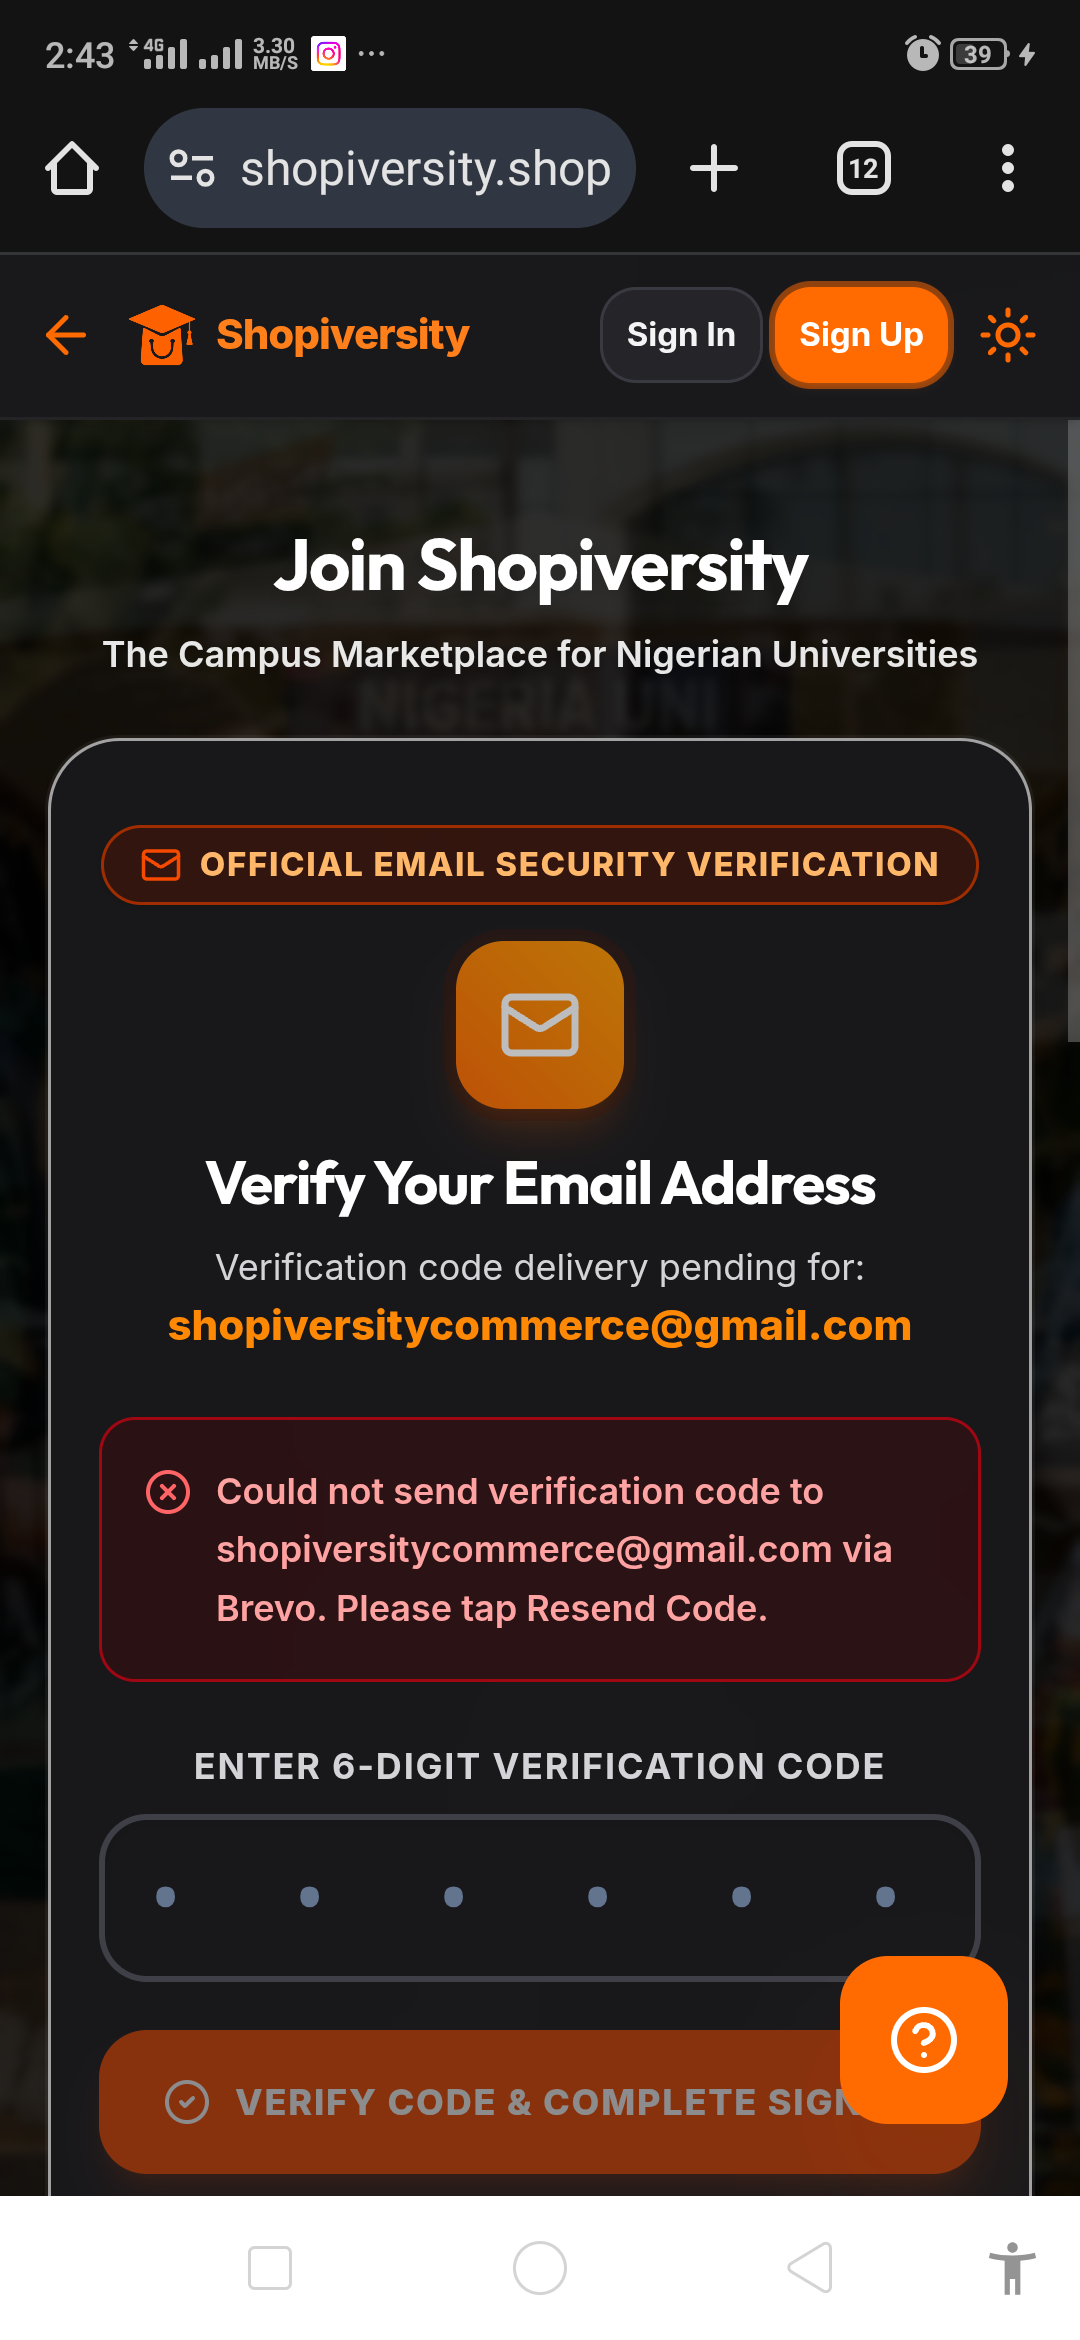 2:43 4G 3.30 MB/S ... 39
shopiversity.shop 12
Shopiversity Sign In Sign Up
Join Shopiversity
The Campus Marketplace for Nigerian Universities
NIGERIA UNI
OFFICIAL EMAIL SECURITY VERIFICATION
Verify Your Email Address
Verification code delivery pending for:
shopiversitycommerce@gmail.com
Could not send verification code to
shopiversitycommerce@gmail.com via
Brevo. Please tap Resend Code.
ENTER 6-DIGIT VERIFICATION CODE
VERIFY CODE & COMPLETE SIGN